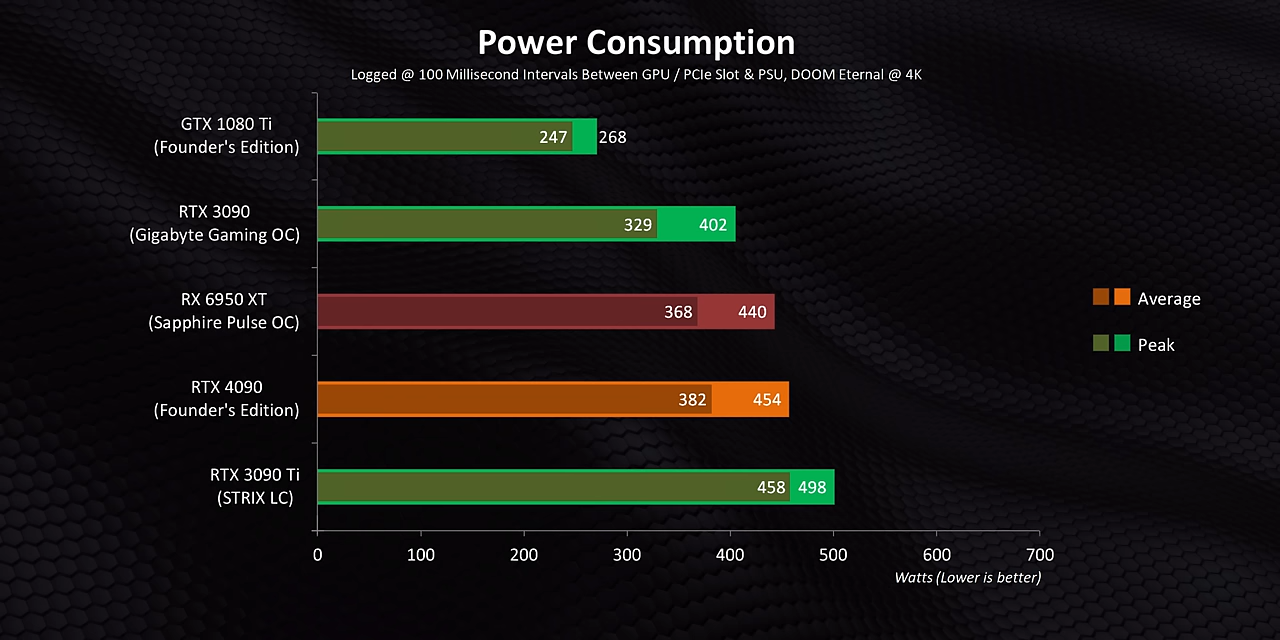 Power Consumption
Logged @ 100 Millisecond Intervals Between GPU / PCIe Slot & PSU, DOOM Eternal @ 4K
GTX 1080 Ti
(Founder's Edition)
247 268
RTX 3090
(Gigabyte Gaming OC)
329 402
RX 6950 XT
(Sapphire Pulse OC)
368 440
RTX 4090
(Founder's Edition)
382 454
RTX 3090 Ti
(STRIX LC)
458 498
0 100 200 300 400 500 600 700
Watts (Lower is better)
Average
Peak